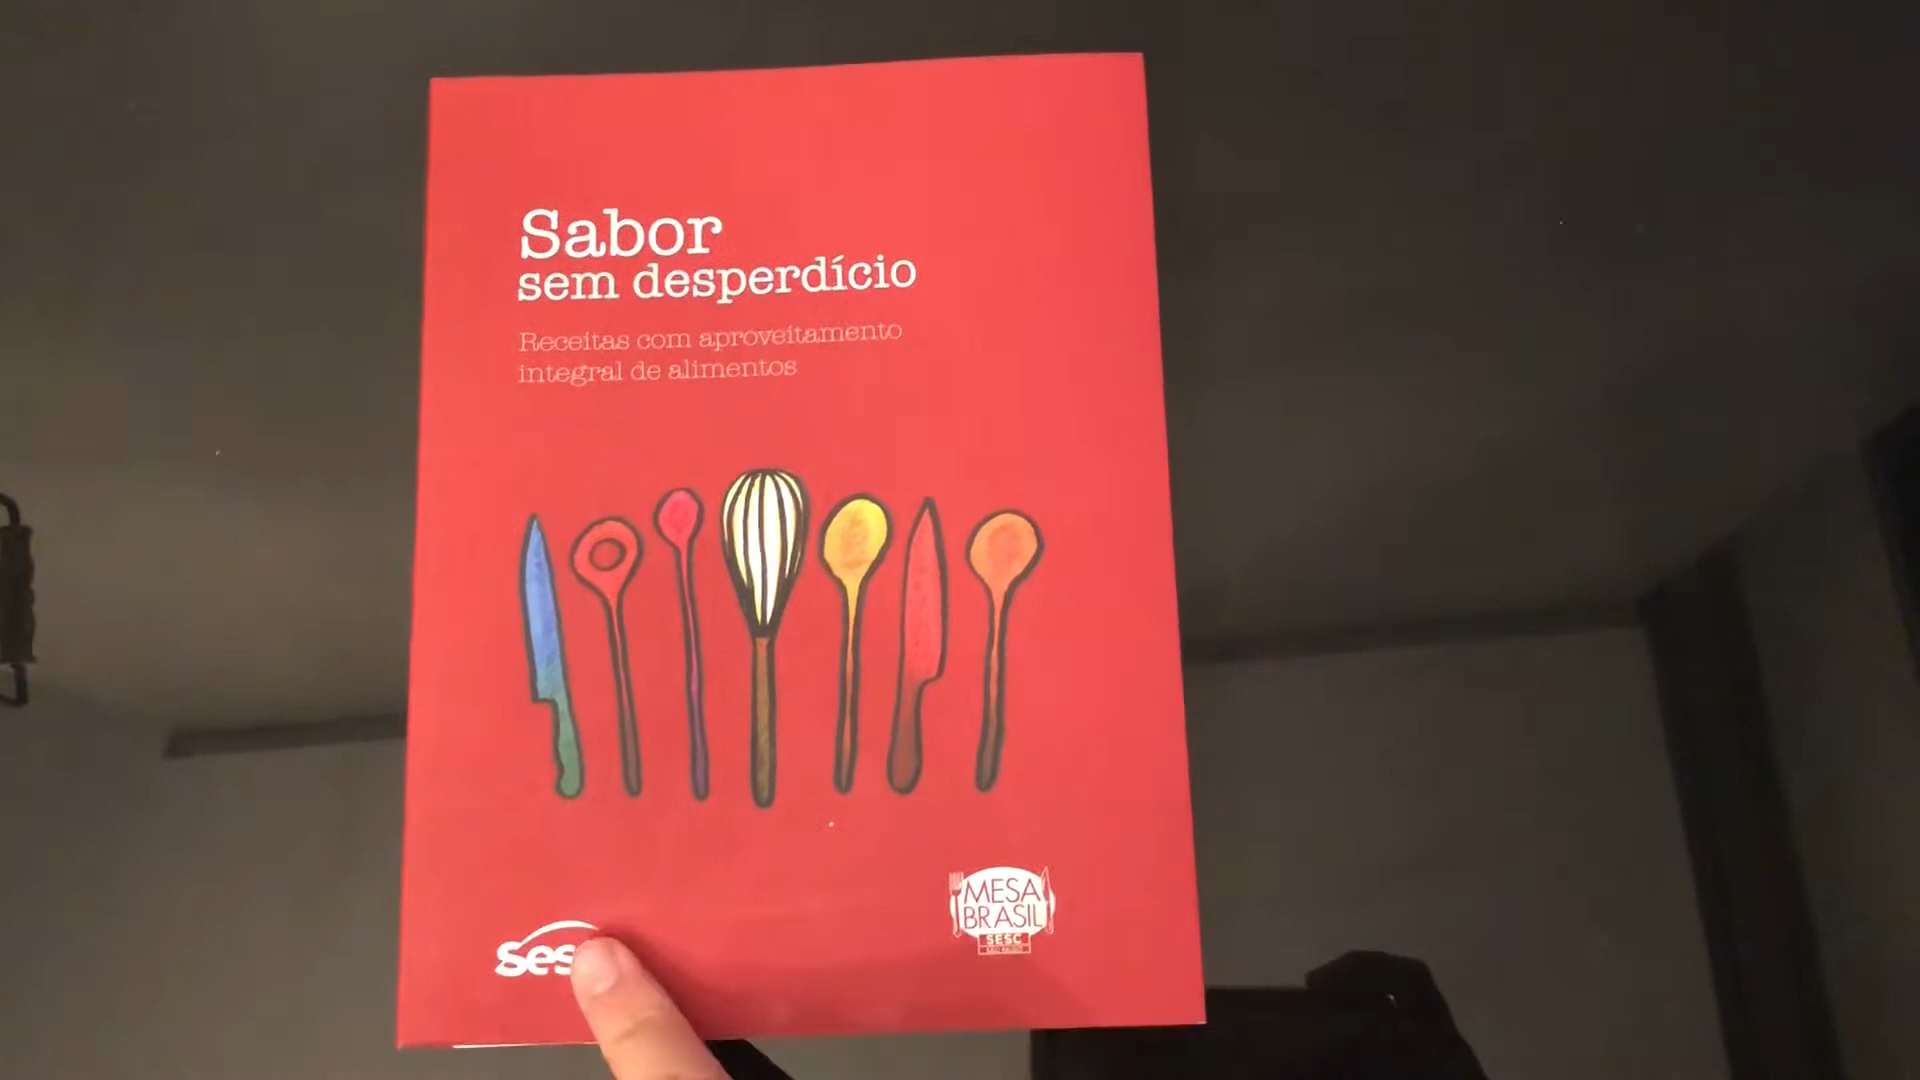 Sabor
sem desperdício
Receitas com aproveitamento
integral de alimentos
MESA
BRASIL
SESC